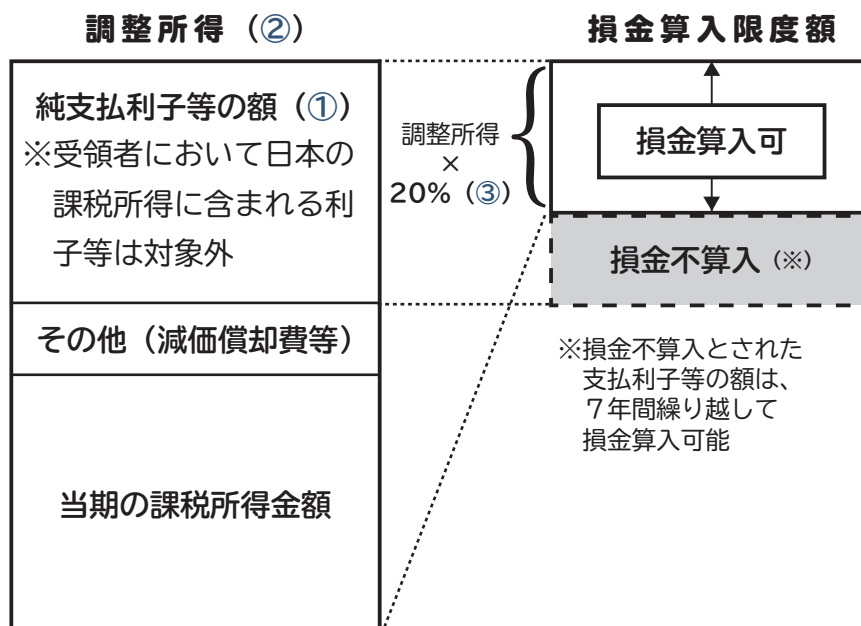 調整所得（②）
純支払利子等の額（①）
※受領者において日本の
課税所得に含まれる利
子等は対象外
その他（減価償却費等）
当期の課税所得金額
調整所得
×
20%（③）
損金算入限度額
損金算入可
損金不算入（※）
※損金不算入とされた
支払利子等の額は、
７年間繰り越して
損金算入可能